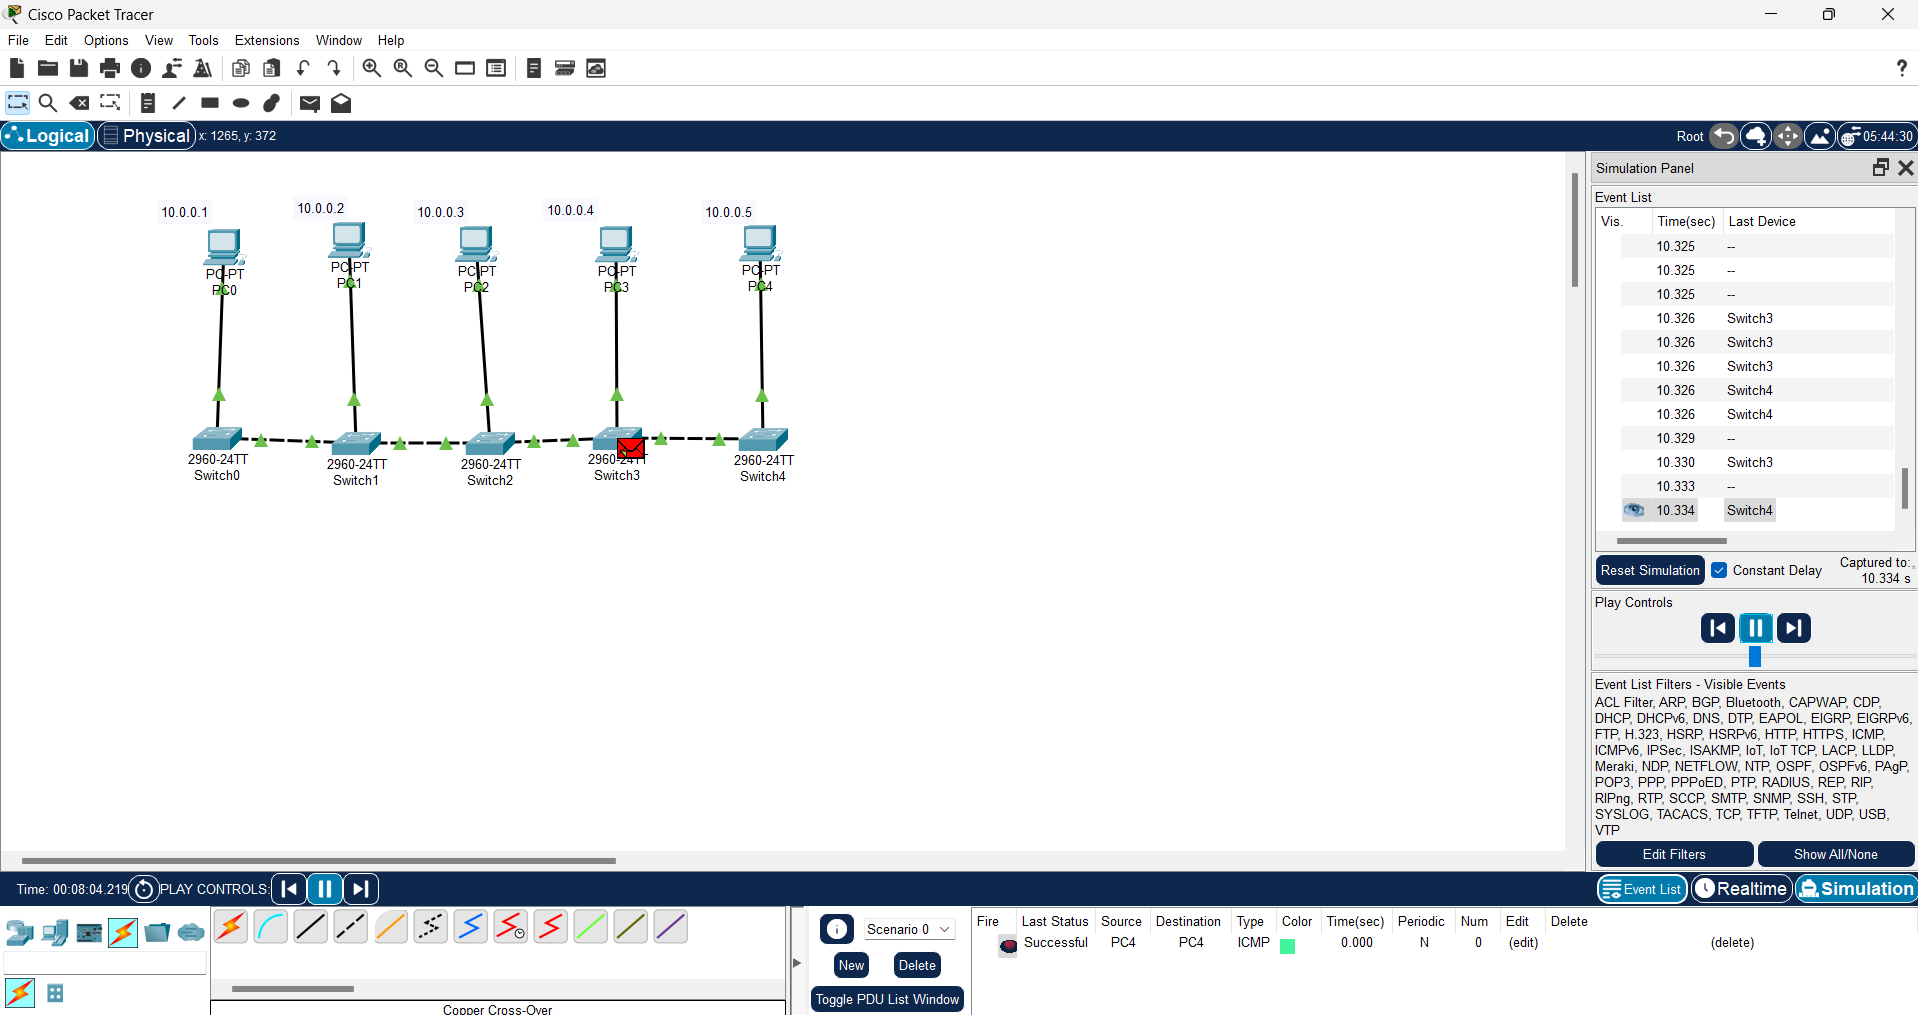 Cisco Packet Tracer
File Edit Options View Tools Extensions Window Help
?
Logical Physical x: 1265, y: 372 Root 05:44:30
Simulation Panel
Event List
Vis. Time(sec) Last Device
10.325 --
10.325 --
10.325 --
10.326 Switch3
10.326 Switch3
10.326 Switch3
10.326 Switch4
10.326 Switch4
10.329 --
10.330 Switch3
10.333 --
10.334 Switch4
Reset Simulation Constant Delay Captured to:
10.334 s
Play Controls
Event List Filters - Visible Events
ACL Filter, ARP, BGP, Bluetooth, CAPWAP, CDP,
DHCP, DHCPv6, DNS, DTP, EAPOL, EIGRP, EIGRPv6,
FTP, H.323, HSRP, HSRPv6, HTTP, HTTPS, ICMP,
ICMPv6, IPSec, ISAKMP, IoT, IoT TCP, LACP, LLDP,
Meraki, NDP, NETFLOW, NTP, OSPF, OSPFv6, PAgP,
POP3, PPP, PPPoED, PTP, RADIUS, REP, RIP,
RIPng, RTP, SCCP, SMTP, SNMP, SSH, STP,
SYSLOG, TACACS, TCP, TFTP, Telnet, UDP, USB,
VTP
Edit Filters Show All/None
10.0.0.1 10.0.0.2 10.0.0.3 10.0.0.4 10.0.0.5
PC-PT PC-PT PC-PT PC-PT PC-PT
PC0 PC1 PC2 PC3 PC4
2960-24TT 2960-24TT 2960-24TT 2960-24TT 2960-24TT
Switch0 Switch1 Switch2 Switch3 Switch4
Time: 00:08:04.219 PLAY CONTROLS: Event List Realtime Simulation
Copper Cross-Over
Scenario 0
New Delete
Toggle PDU List Window
Fire Last Status Source Destination Type Color Time(sec) Periodic Num Edit Delete
Successful PC4 PC4 ICMP 0.000 N 0 (edit) (delete)